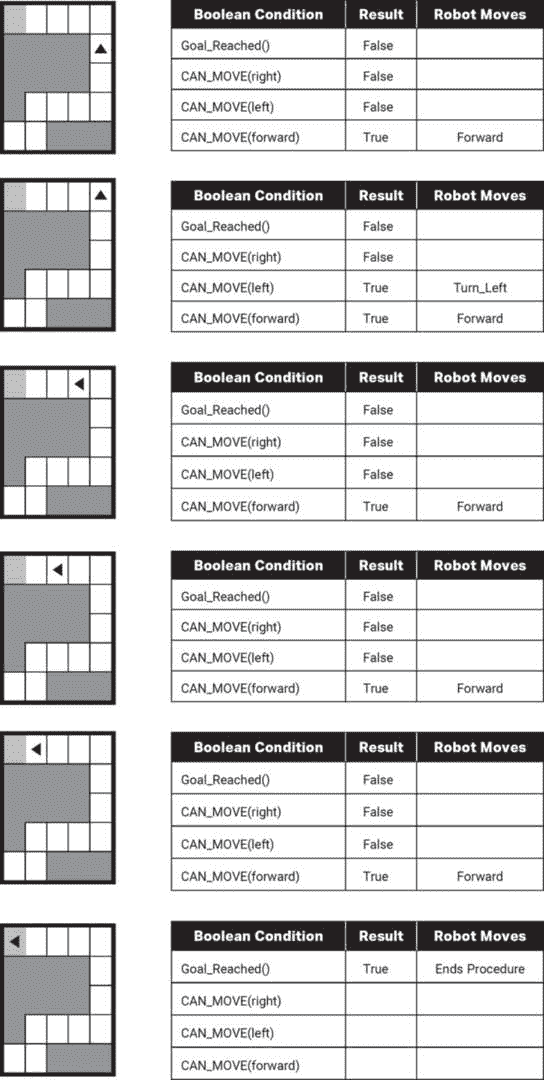 Boolean Condition Result Robot Moves
Goal_Reached() False
CAN_MOVE(right) False
CAN_MOVE(left) False
CAN_MOVE(forward) True Forward
Boolean Condition Result Robot Moves
Goal_Reached() False
CAN_MOVE(right) False
CAN_MOVE(left) True Turn_Left
CAN_MOVE(forward) True Forward
Boolean Condition Result Robot Moves
Goal_Reached() False
CAN_MOVE(right) False
CAN_MOVE(left) False
CAN_MOVE(forward) True Forward
Boolean Condition Result Robot Moves
Goal_Reached() False
CAN_MOVE(right) False
CAN_MOVE(left) False
CAN_MOVE(forward) True Forward
Boolean Condition Result Robot Moves
Goal_Reached() False
CAN_MOVE(right) False
CAN_MOVE(left) False
CAN_MOVE(forward) True Forward
Boolean Condition Result Robot Moves
Goal_Reached() True Ends Procedure
CAN_MOVE(right)
CAN_MOVE(left)
CAN_MOVE(forward)